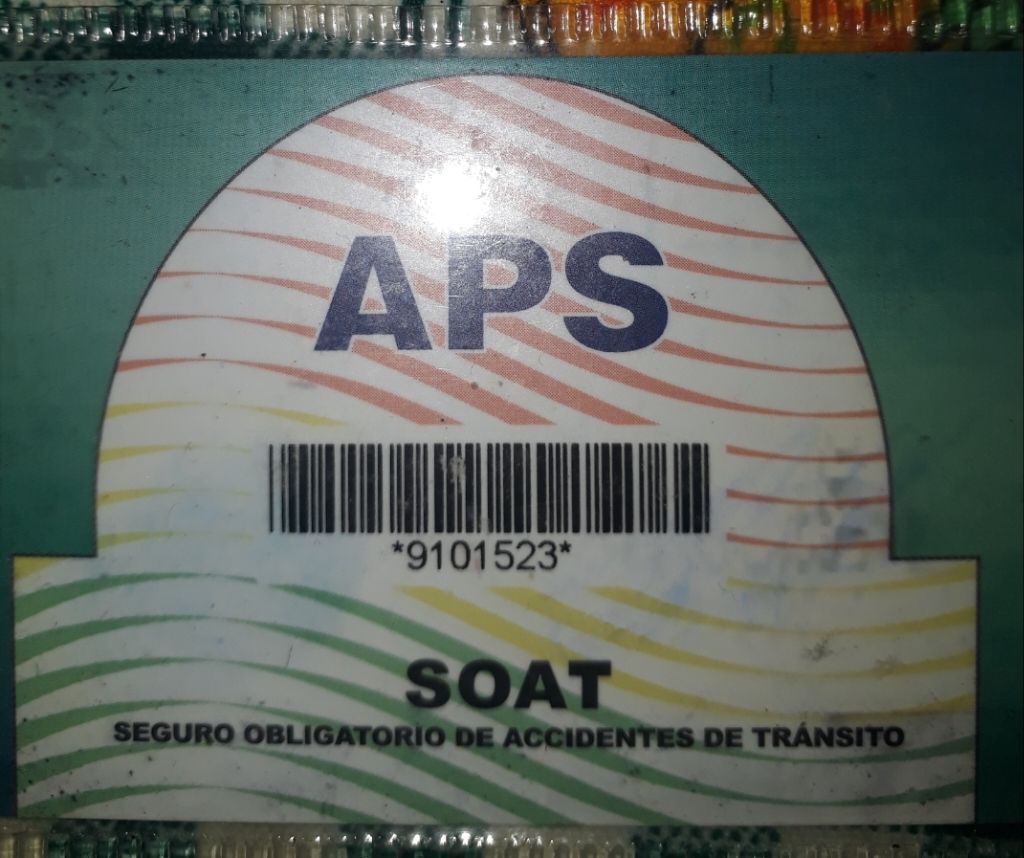 APS
*9101523*
SOAT
SEGURO OBLIGATORIO DE ACCIDENTES DE TRÁNSITO